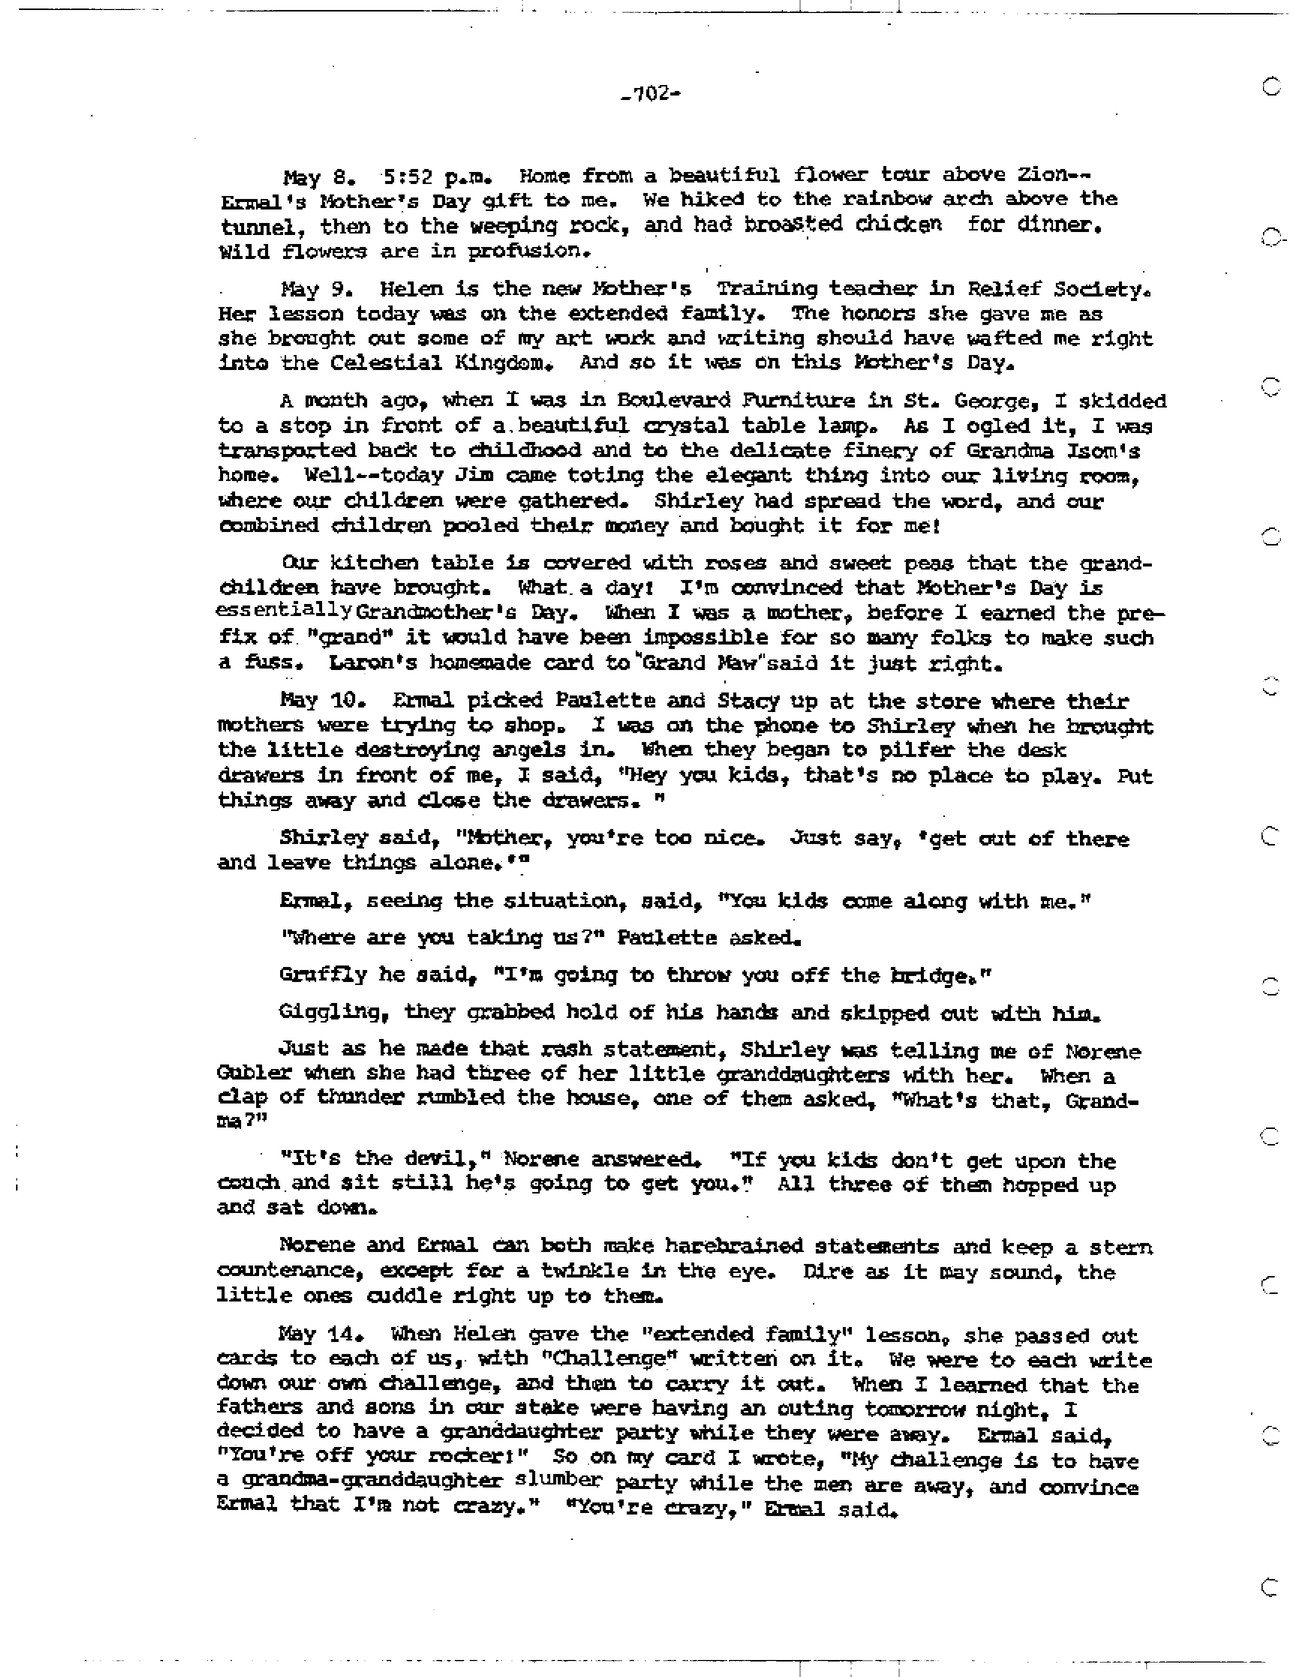 -102-
May 8. 5:52 p.m. Home from a beautiful flower tour above Zion--
Ermal's Mother's Day gift to me. We hiked to the rainbow arch above the
tunnel, then to the weeping rock, and had broasted chicken for dinner.
Wild flowers are in profusion.
May 9. Helen is the new Mother's Training teacher in Relief Society.
Her lesson today was on the extended family. The honors she gave me as
she brought out some of my art work and writing should have wafted me right
into the Celestial Kingdom. And so it was on this Mother's Day.
A month ago, when I was in Boulevard Furniture in St. George, I skidded
to a stop in front of a beautiful crystal table lamp. As I ogled it, I was
transported back to childhood and to the delicate finery of Grandma Isom's
home. Well--today Jim came toting the elegant thing into our living room,
where our children were gathered. Shirley had spread the word, and our
combined children pooled their money and bought it for me!
Our kitchen table is covered with roses and sweet peas that the grand-
children have brought. What a day! I'm convinced that Mother's Day is
essentially Grandmother's Day. When I was a mother, before I earned the pre-
fix of "grand" it would have been impossible for so many folks to make such
a fuss. Laron's homemade card to "Grand Maw" said it just right.
May 10. Ermal picked Paulette and Stacy up at the store where their
mothers were trying to shop. I was on the phone to Shirley when he brought
the little destroying angels in. When they began to pilfer the desk
drawers in front of me, I said, "Hey you kids, that's no place to play. Put
things away and close the drawers. "
Shirley said, "Mother, you're too nice. Just say, 'get out of there
and leave things alone.'"
Ermal, seeing the situation, said, "You kids come along with me."
"Where are you taking us?" Paulette asked.
Gruffly he said, "I'm going to throw you off the bridge."
Giggling, they grabbed hold of his hands and skipped out with him.
Just as he made that rash statement, Shirley was telling me of Norene
Gubler when she had three of her little granddaughters with her. When a
clap of thunder rumbled the house, one of them asked, "What's that, Grand-
ma?"
"It's the devil," Norene answered. "If you kids don't get upon the
couch and sit still he's going to get you." All three of them hopped up
and sat down.
Norene and Ermal can both make harebrained statements and keep a stern
countenance, except for a twinkle in the eye. Dire as it may sound, the
little ones cuddle right up to them.
May 14. When Helen gave the "extended family" lesson, she passed out
cards to each of us, with "Challenge" written on it. We were to each write
down our own challenge, and then to carry it out. When I learned that the
fathers and sons in our stake were having an outing tomorrow night, I
decided to have a granddaughter party while they were away. Ermal said,
"You're off your rocker!" So on my card I wrote, "My challenge is to have
a grandma-granddaughter slumber party while the men are away, and convince
Ermal that I'm not crazy." "You're crazy," Ermal said.